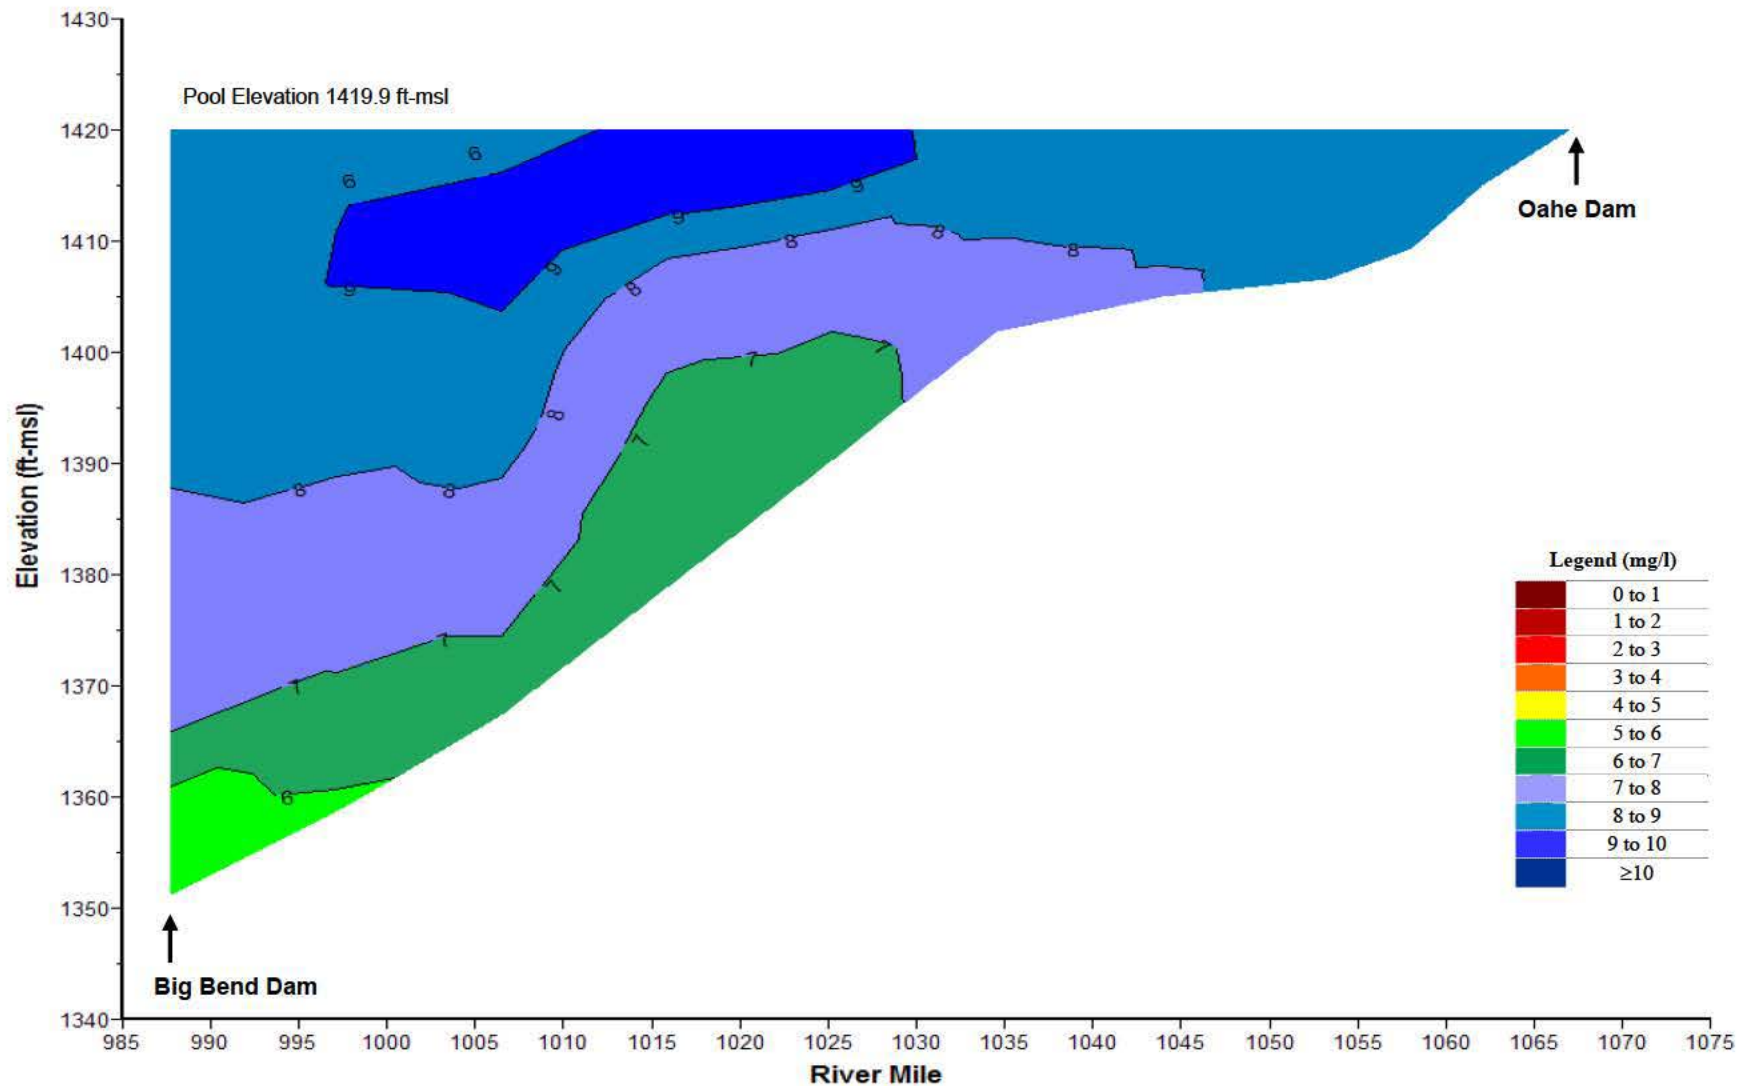 1430
Pool Elevation 1419.9 ft-msl
1420
6
6
9
Oahe Dam
9
8
8
8
1410
9
8
9
1400
7
7
Elevation (ft-msl)
8
7
1390
8
8
1380
7
7
1370
7
1360
6
1350
Big Bend Dam
1340
Legend (mg/l)
0 to 1
1 to 2
2 to 3
3 to 4
4 to 5
5 to 6
6 to 7
7 to 8
8 to 9
9 to 10
≥10
985 990 995 1000 1005 1010 1015 1020 1025 1030 1035 1040 1045 1050 1055 1060 1065 1070 1075
River Mile